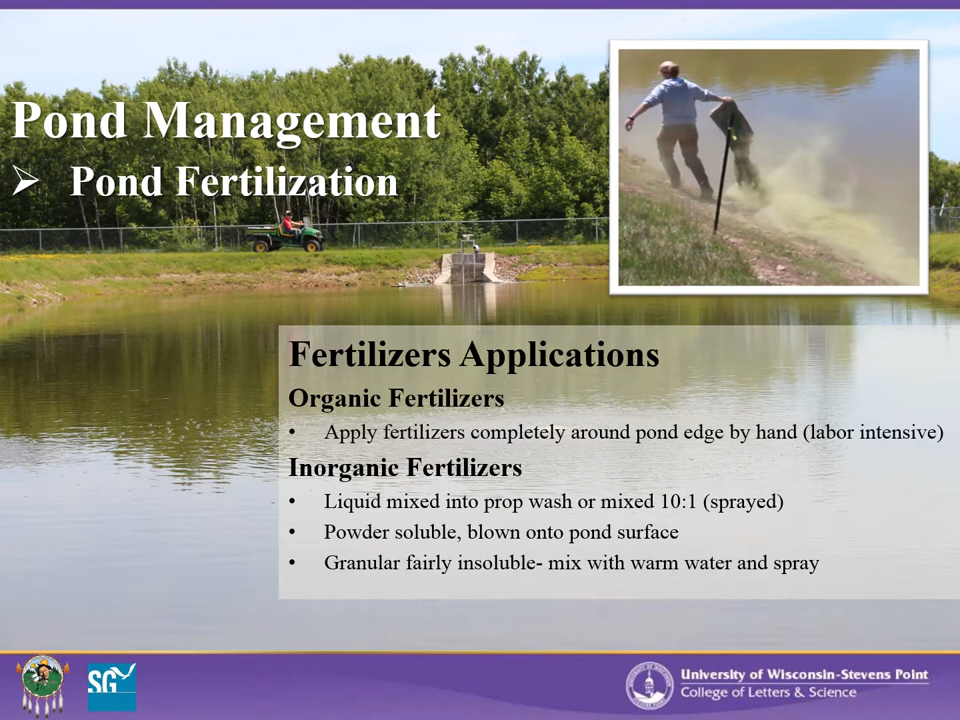 Pond Management
➢ Pond Fertilization
Fertilizers Applications
Organic Fertilizers
• Apply fertilizers completely around pond edge by hand (labor intensive)
Inorganic Fertilizers
• Liquid mixed into prop wash or mixed 10:1 (sprayed)
• Powder soluble, blown onto pond surface
• Granular fairly insoluble- mix with warm water and spray
SG
University of Wisconsin-Stevens Point
College of Letters & Science